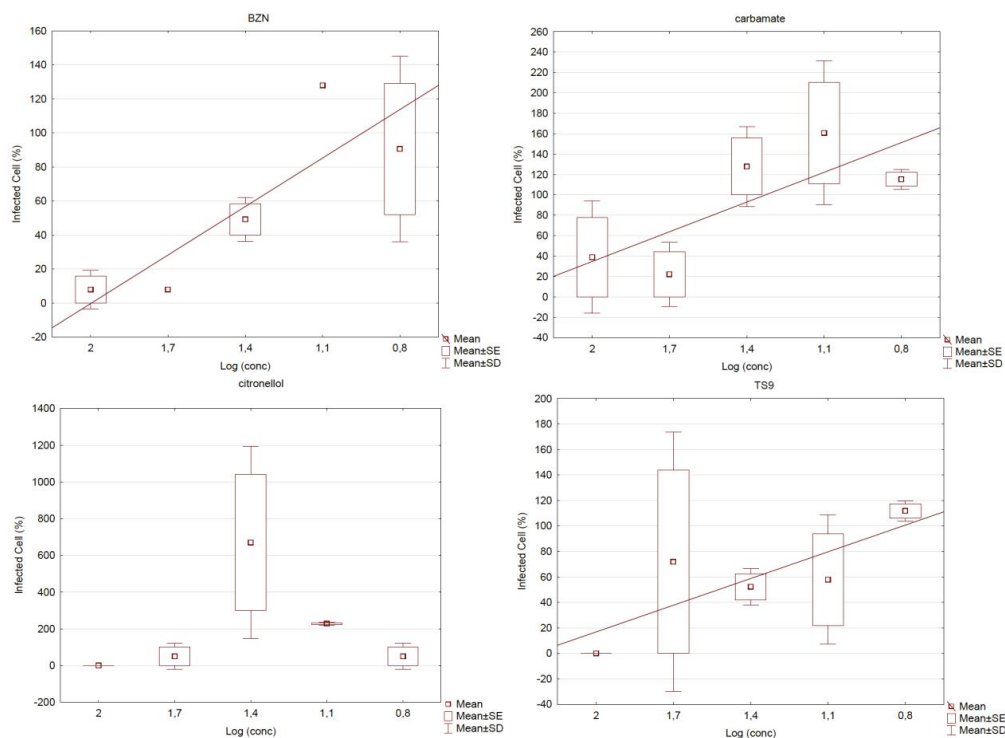 BZN
160
140
120
100
80
60
40
20
0
-20
Infected Cell (%)
2 1,7 1,4 1,1 0,8
Log (conc)
Mean
Mean±SE
Mean±SD
carbamate
260
240
220
200
180
160
140
120
100
80
60
40
20
0
-20
-40
Infected Cell (%)
2 1,7 1,4 1,1 0,8
Log (conc)
Mean
Mean±SE
Mean±SD
citronellol
1400
1200
1000
800
600
400
200
0
-200
Infected Cell (%)
2 1,7 1,4 1,1 0,8
Log (conc)
Mean
Mean±SE
Mean±SD
TS9
200
180
160
140
120
100
80
60
40
20
0
-20
-40
Infected Cell (%)
2 1,7 1,4 1,1 0,8
Log (conc)
Mean
Mean±SE
Mean±SD